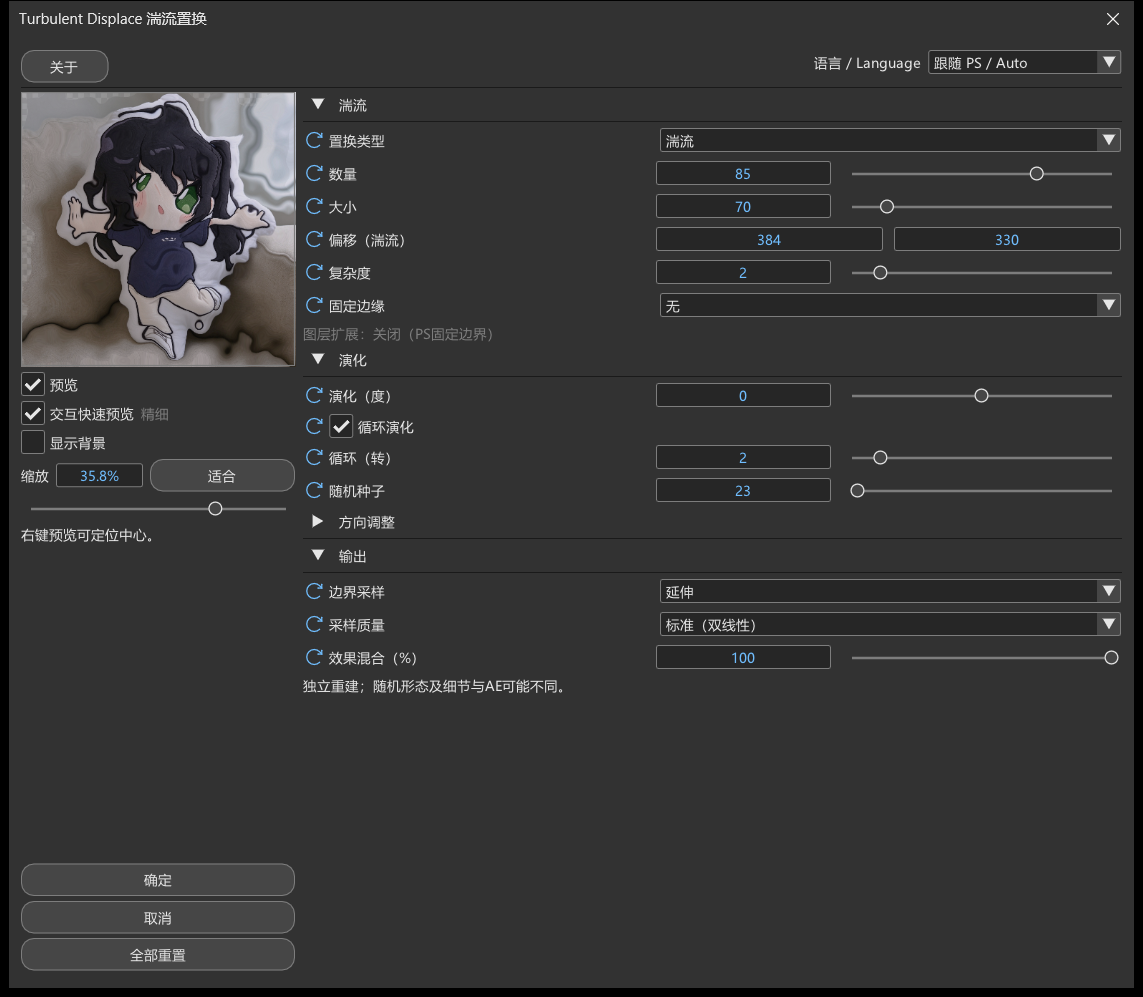 Turbulent Displace 湍流置换
关于
语言 / Language 跟随 PS / Auto
湍流
置换类型 湍流
数量 85
大小 70
偏移（湍流） 384 330
复杂度 2
固定边缘 无
图层扩展：关闭（PS固定边界）
演化
演化（度） 0
循环演化
循环（转） 2
随机种子 23
方向调整
输出
边界采样 延伸
采样质量 标准（双线性）
效果混合（%） 100
独立重建；随机形态及细节与AE可能不同。
预览
交互快速预览 精细
显示背景
缩放 35.8% 适合
右键预览可定位中心。
确定
取消
全部重置